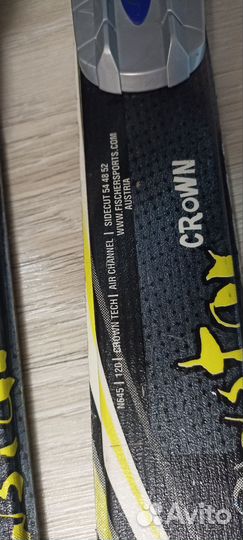 N645 | 120 | CROWN TECH | AIR CHANNEL | SIDECUT 54 48 52
WWW.FISCHERSPORTS.COM
AUSTRIA
CROWN
Avito